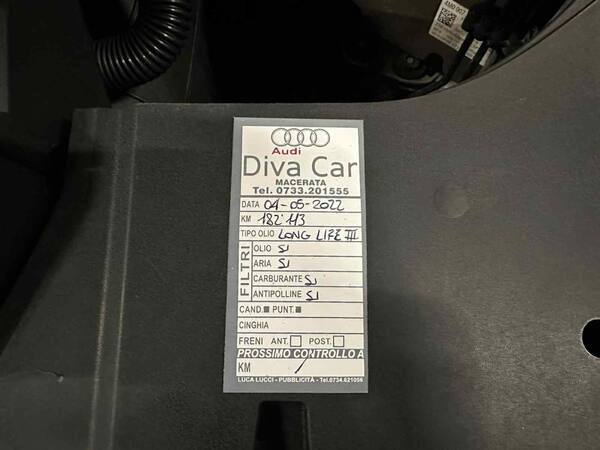 4M0 907
Audi
Diva Car
MACERATA
Tel. 0733.201555
DATA 04-05-2022
KM 182'113
TIPO OLIO LONG LIFE III
FILTRI
OLIO SI
ARIA SI
CARBURANTE SI
ANTIPOLLINE SI
CAND. PUNT.
CINGHIA
FRENI ANT. POST.
PROSSIMO CONTROLLO A
KM /
LUCA LUCCI - PUBBLICITÀ - Tel.0734.621056